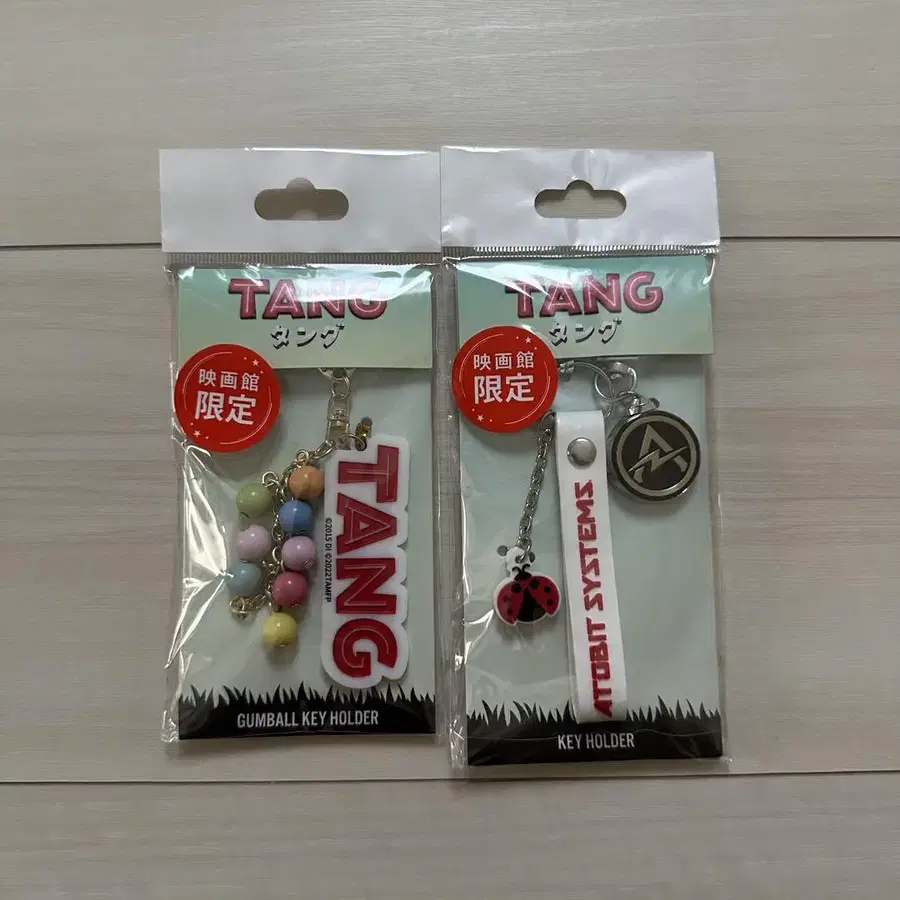 TANG
タング
映画館
限定
TANG
©2015 DI ©2022TAMFP
GUMBALL KEY HOLDER
TANG
タング
映画館
限定
ATOBIT SYSTEMS
KEY HOLDER